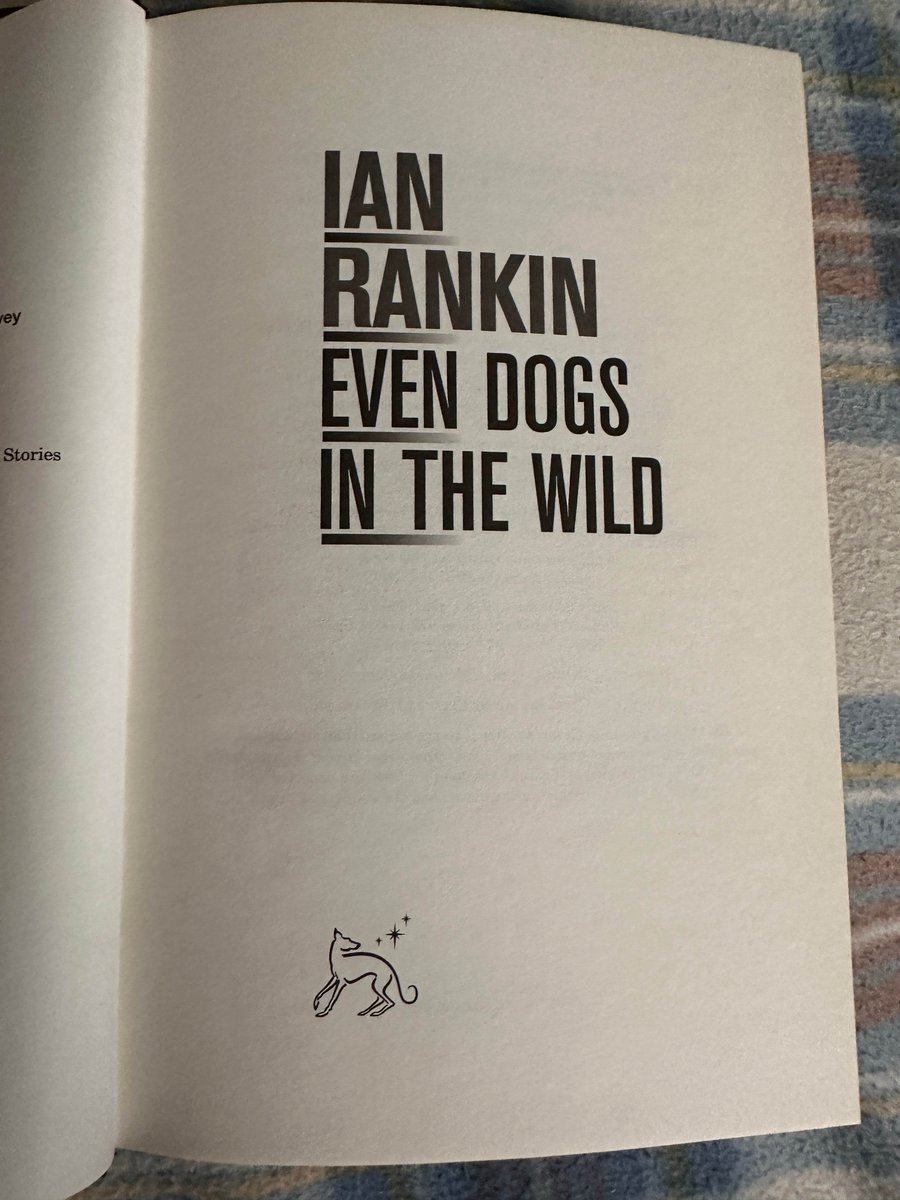 vey
Stories
IAN
RANKIN
EVEN DOGS
IN THE WILD